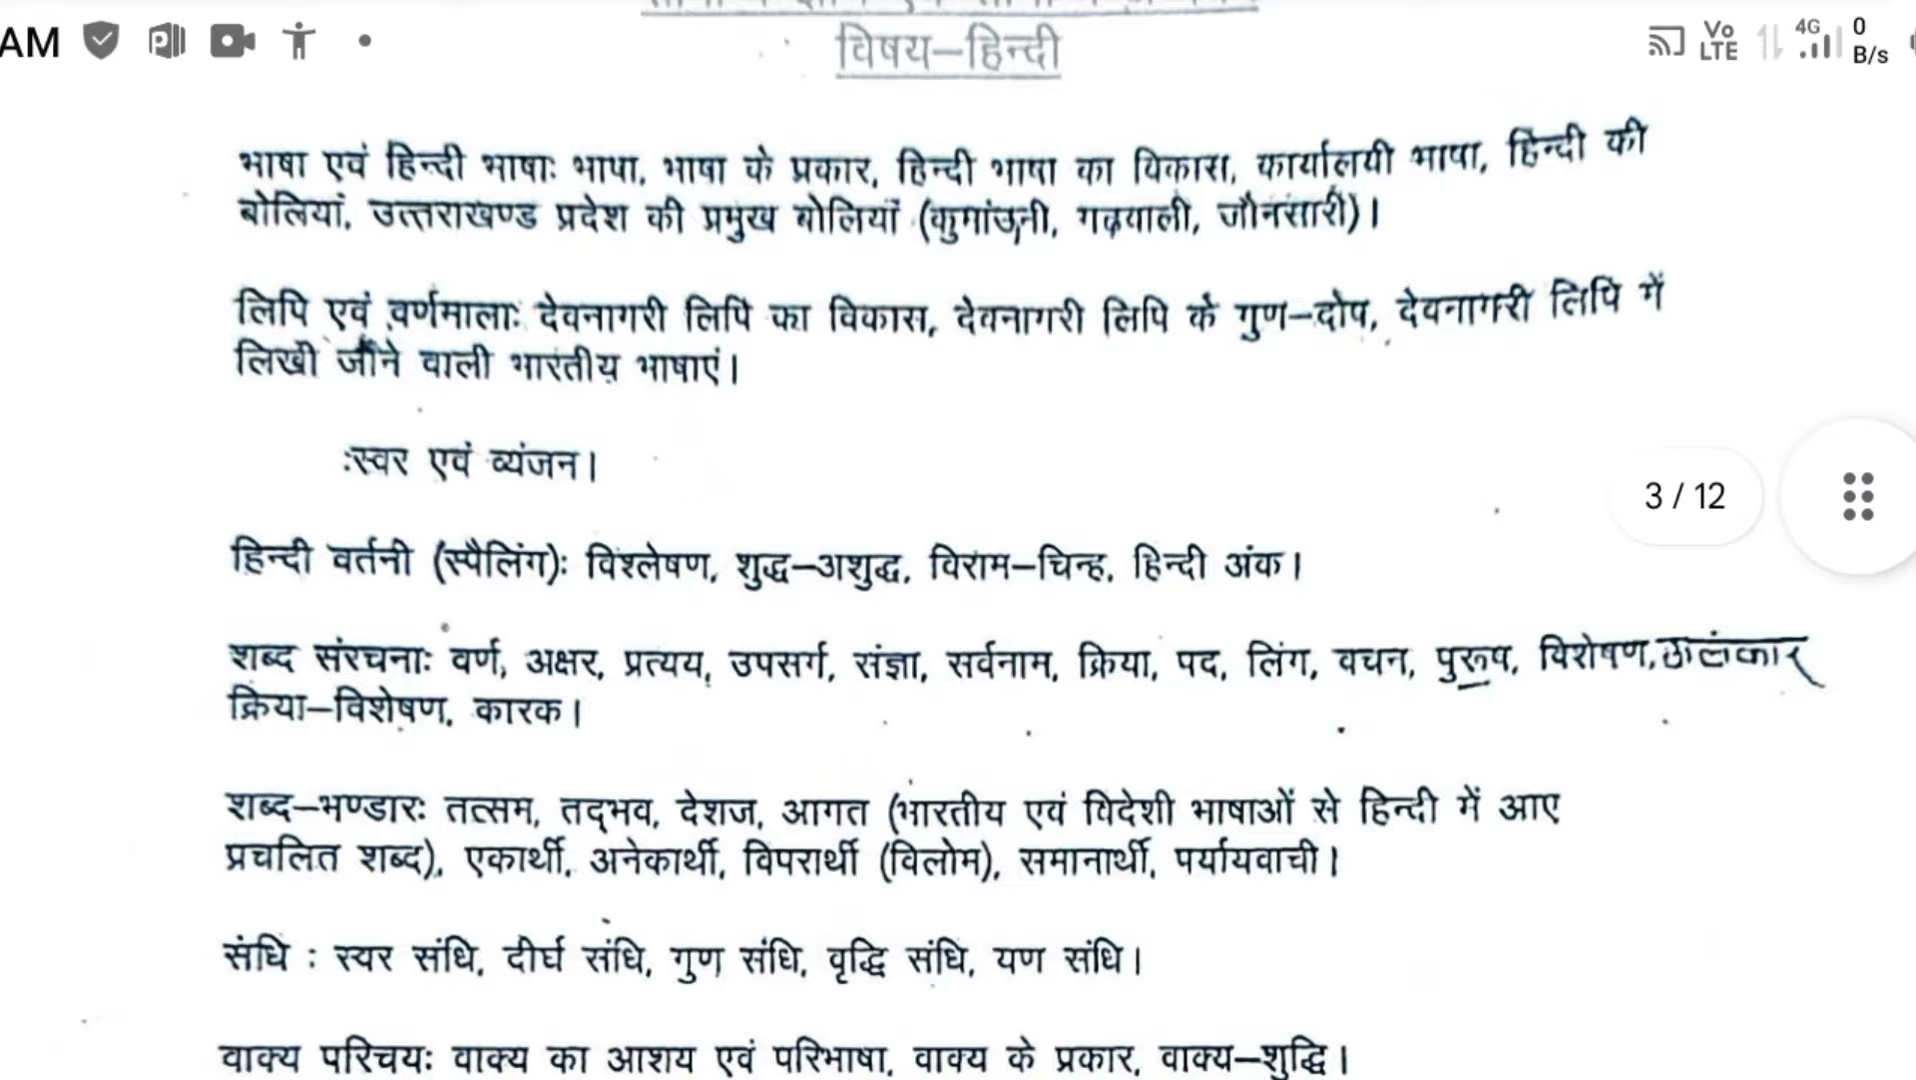 AM
Vo
LTE
4G
0
B/s
विषय–हिन्दी
भाषा एवं हिन्दी भाषाः भाषा, भाषा के प्रकार, हिन्दी भाषा का विकास, कार्यालयी भाषा, हिन्दी की
बोलियां, उत्तराखण्ड प्रदेश की प्रमुख बोलियाँ (कुमांऊनी, गढ़वाली, जौनसारी)।
लिपि एवं वर्णमालाः देवनागरी लिपि का विकास, देवनागरी लिपि के गुण–दोष, देवनागरी लिपि में
लिखी जाने वाली भारतीय भाषाएं।
:स्वर एवं व्यंजन।
3 / 12
हिन्दी वर्तनी (स्पैलिंग)ः विश्लेषण, शुद्ध–अशुद्ध, विराम–चिन्ह, हिन्दी अंक।
शब्द संरचनाः वर्ण, अक्षर, प्रत्यय, उपसर्ग, संज्ञा, सर्वनाम, क्रिया, पद, लिंग, वचन, पुरूष, विशेषण, अलंकार
क्रिया–विशेषण, कारक।
शब्द–भण्डारः तत्सम, तद्भव, देशज, आगत (भारतीय एवं विदेशी भाषाओं से हिन्दी में आए
प्रचलित शब्द), एकार्थी, अनेकार्थी, विपरार्थी (विलोम), समानार्थी, पर्यायवाची।
संधि : स्वर संधि, दीर्घ संधि, गुण संधि, वृद्धि संधि, यण संधि।
वाक्य परिचयः वाक्य का आशय एवं परिभाषा, वाक्य के प्रकार, वाक्य–शुद्धि।